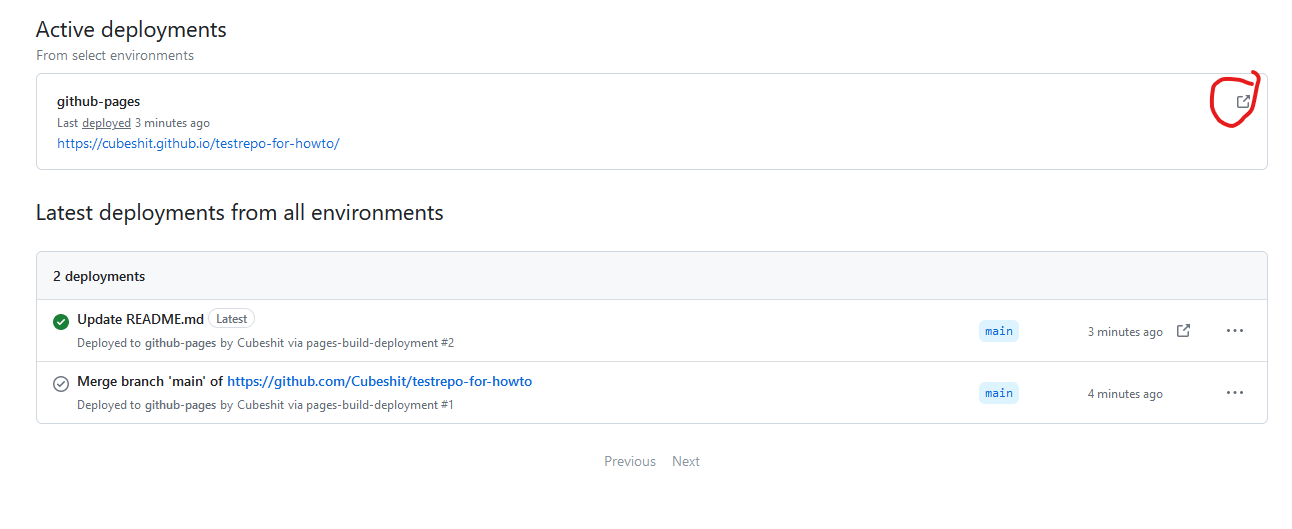 Active deployments
From select environments
github-pages
Last deployed 3 minutes ago
https://cubeshit.github.io/testrepo-for-howto/
Latest deployments from all environments
2 deployments
Update README.md Latest
Deployed to github-pages by Cubeshit via pages-build-deployment #2
main
3 minutes ago
Merge branch 'main' of https://github.com/Cubeshit/testrepo-for-howto
Deployed to github-pages by Cubeshit via pages-build-deployment #1
main
4 minutes ago
Previous Next